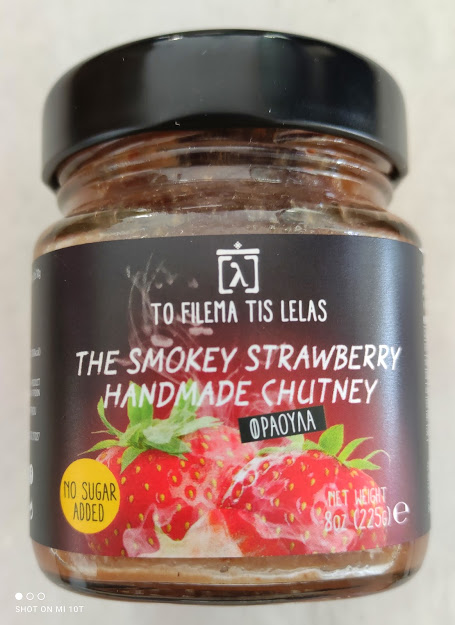 [λ]
TO FILEMA TIS LELAS
THE SMOKEY STRAWBERRY
HANDMADE CHUTNEY
ΦΡΑΟΥΛΑ
NO SUGAR
ADDED
NET WEIGHT
8oz (225g)e
SHOT ON MI 10T